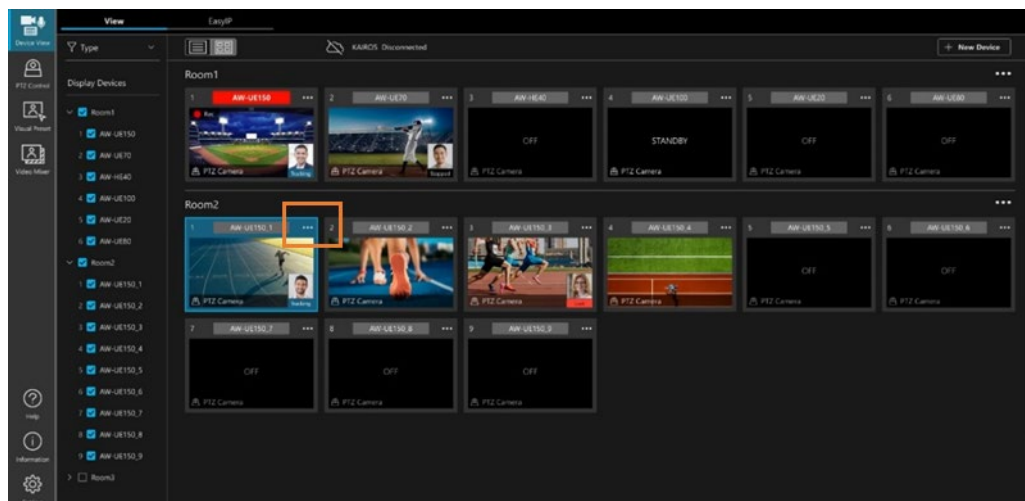 View EasyIP
Device View
Type
KAIROS Disconnected
+ New Device
PTZ Control
Display Devices
Visual Preset
Video Mixer
Room1
1 AW-UE150
2 AW-UE70
3 AW-HE40
4 AW-UE100
5 AW-UE20
6 AW-UE80
Room2
1 AW-UE150_1
2 AW-UE150_2
3 AW-UE150_3
4 AW-UE150_4
5 AW-UE150_5
6 AW-UE150_6
7 AW-UE150_7
8 AW-UE150_8
9 AW-UE150_9
Room3
Help
Information
Room1
1 AW-UE150 ••• 2 AW-UE70 ••• 3 AW-HE40 ••• 4 AW-UE100 ••• 5 AW-UE20 ••• 6 AW-UE80 •••
Rec
OFF STANDBY OFF OFF
PTZ Camera Tracking PTZ Camera Support PTZ Camera PTZ Camera PTZ Camera PTZ Camera
Room2
1 AW-UE150_1 ••• 2 AW-UE150_2 ••• 3 AW-UE150_3 ••• 4 AW-UE150_4 ••• 5 AW-UE150_5 ••• 6 AW-UE150_6 •••
OFF OFF
PTZ Camera Tracking PTZ Camera PTZ Camera PTZ Camera PTZ Camera PTZ Camera
7 AW-UE150_7 ••• 8 AW-UE150_8 ••• 9 AW-UE150_9 •••
OFF OFF OFF
PTZ Camera PTZ Camera PTZ Camera